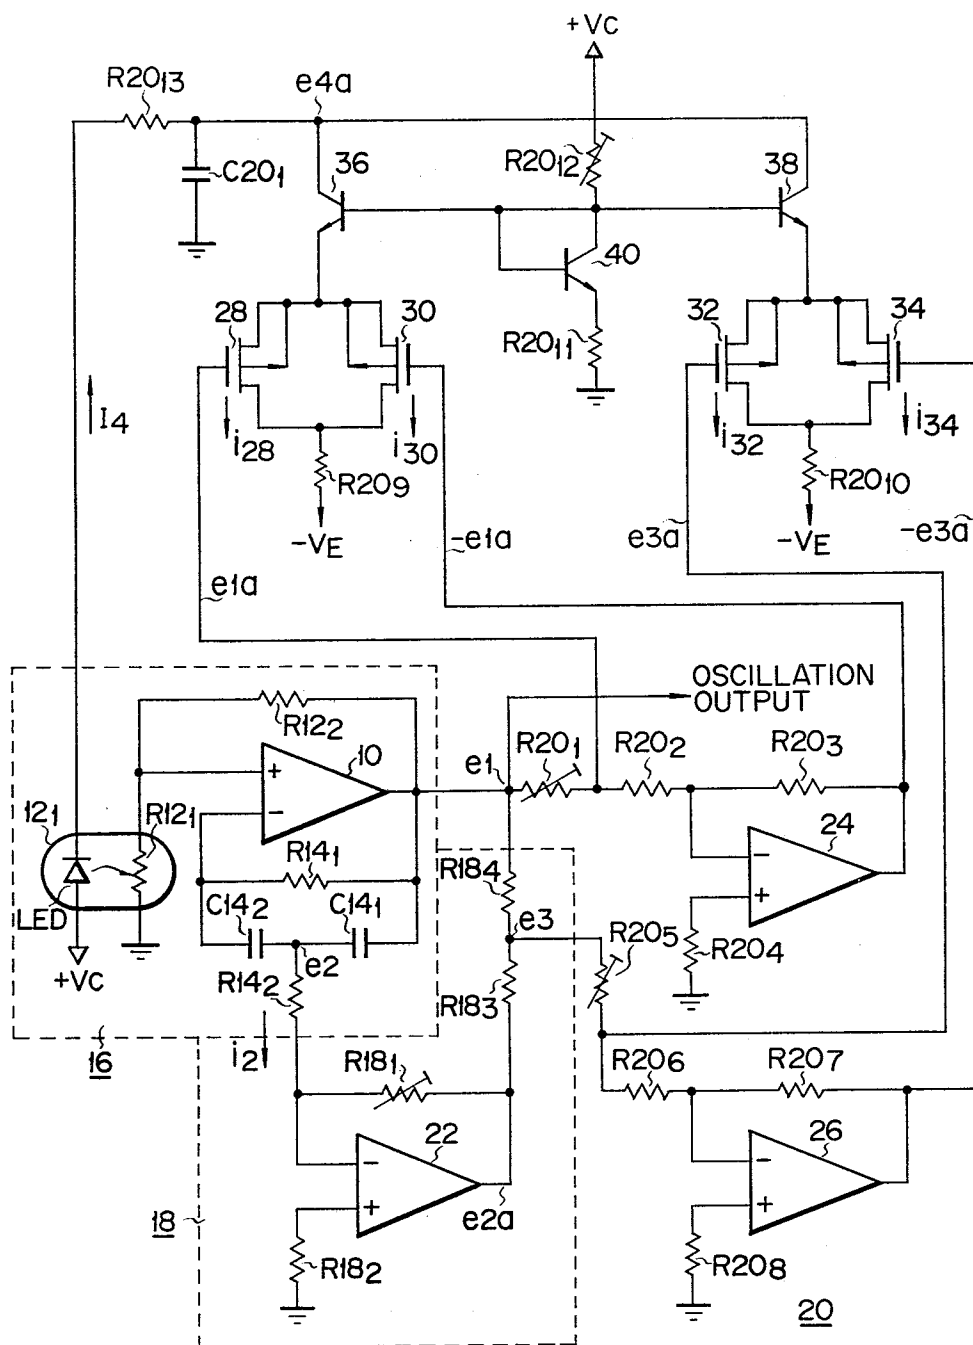 +VC
R2013
e4a
C201
36
R2012
38
40
28
30
R2011
32
34
I4
i28
i30
i32
i34
R209
R2010
-VE
-e1a
e3a
-VE
-e3a
e1a
OSCILLATION
OUTPUT
R122
10
e1
R201
R202
R203
121
R121
24
R141
R184
LED
C142
C141
e3
R205
R204
+VC
e2
R142
R183
16
i2
R181
R206
R207
22
26
18
e2a
R182
R208
20